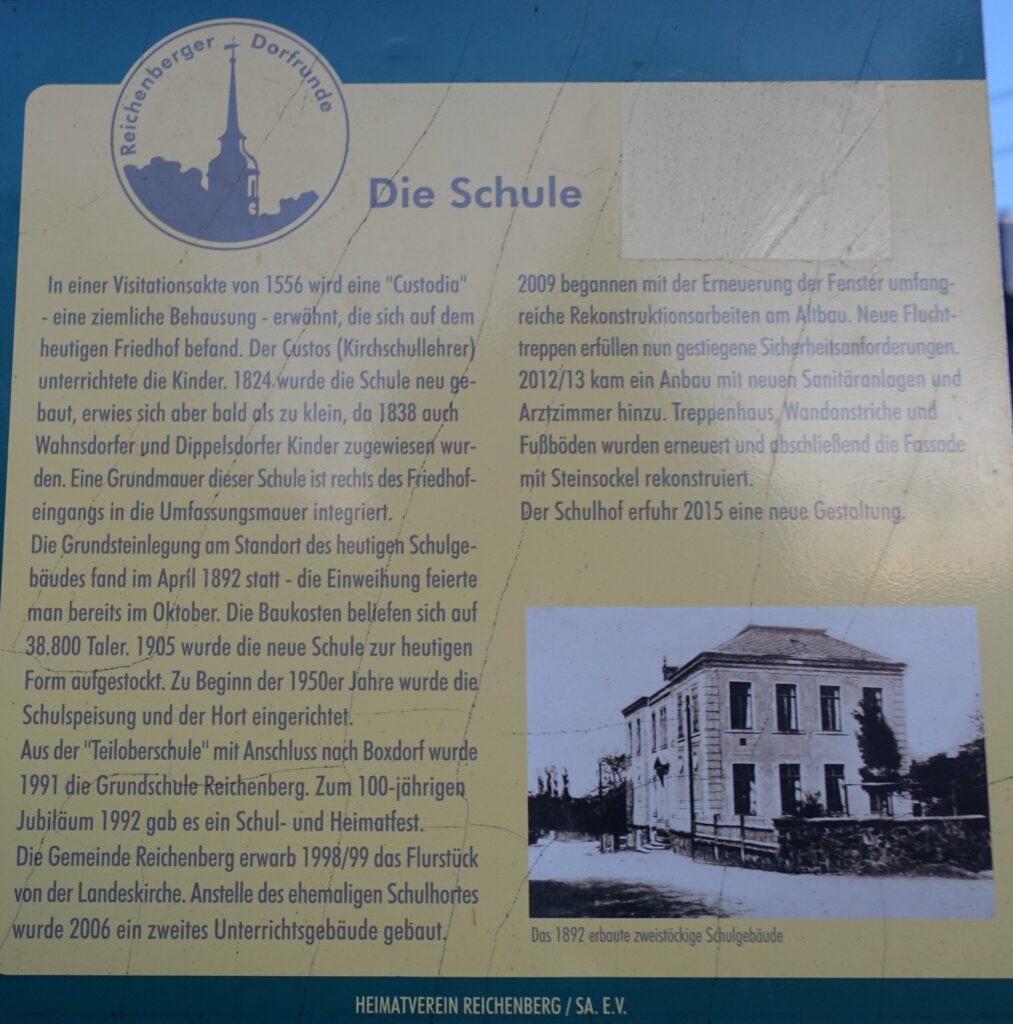 Reichenberger Dorfrunde
Die Schule
In einer Visitationsakte von 1556 wird eine "Custodia"
- eine ziemliche Behausung - erwähnt, die sich auf dem
heutigen Friedhof befand. Der Custos (Kirchschullehrer)
unterrichtete die Kinder. 1824 wurde die Schule neu ge-
baut, erwies sich aber bald als zu klein, da 1838 auch
Wahnsdorfer und Dippelsdorfer Kinder zugewiesen wur-
den. Eine Grundmauer dieser Schule ist rechts des Friedhof-
eingangs in die Umfassungsmauer integriert.
Die Grundsteinlegung am Standort des heutigen Schulge-
bäudes fand im April 1892 statt - die Einweihung feierte
man bereits im Oktober. Die Baukosten beliefen sich auf
38.800 Taler. 1905 wurde die neue Schule zur heutigen
Form aufgestockt. Zu Beginn der 1950er Jahre wurde die
Schulspeisung und der Hort eingerichtet.
Aus der "Teiloberschule" mit Anschluss nach Boxdorf wurde
1991 die Grundschule Reichenberg. Zum 100-jährigen
Jubiläum 1992 gab es ein Schul- und Heimatfest.
Die Gemeinde Reichenberg erwarb 1998/99 das Flurstück
von der Landeskirche. Anstelle des ehemaligen Schulhortes
wurde 2006 ein zweites Unterrichtsgebäude gebaut.
2009 begannen mit der Erneuerung der Fenster umfang-
reiche Rekonstruktionsarbeiten am Altbau. Neue Flucht-
treppen erfüllen nun gestiegene Sicherheitsanforderungen.
2012/13 kam ein Anbau mit neuen Sanitäranlagen und
Arztzimmer hinzu. Treppenhaus, Wandanstriche und
Fußböden wurden erneuert und abschließend die Fassade
mit Steinsockel rekonstruiert.
Der Schulhof erfuhr 2015 eine neue Gestaltung.
Das 1892 erbaute zweistöckige Schulgebäude
HEIMATVEREIN REICHENBERG / SA. E.V.